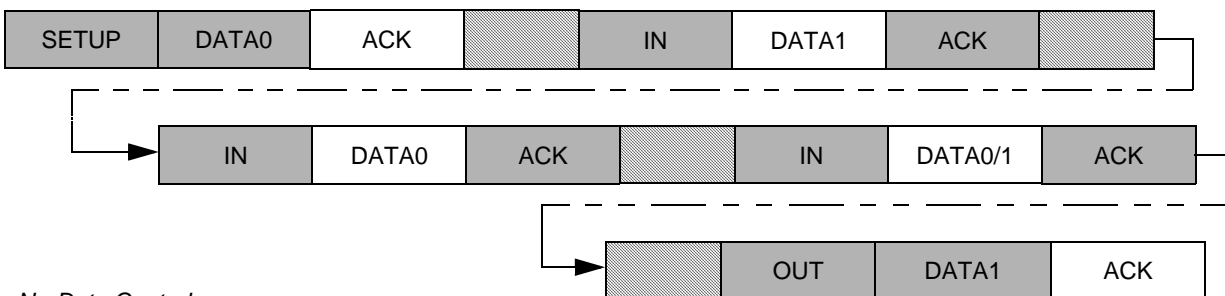 SETUP DATA0 ACK IN DATA1 ACK
IN DATA0 ACK IN DATA0/1 ACK
OUT DATA1 ACK